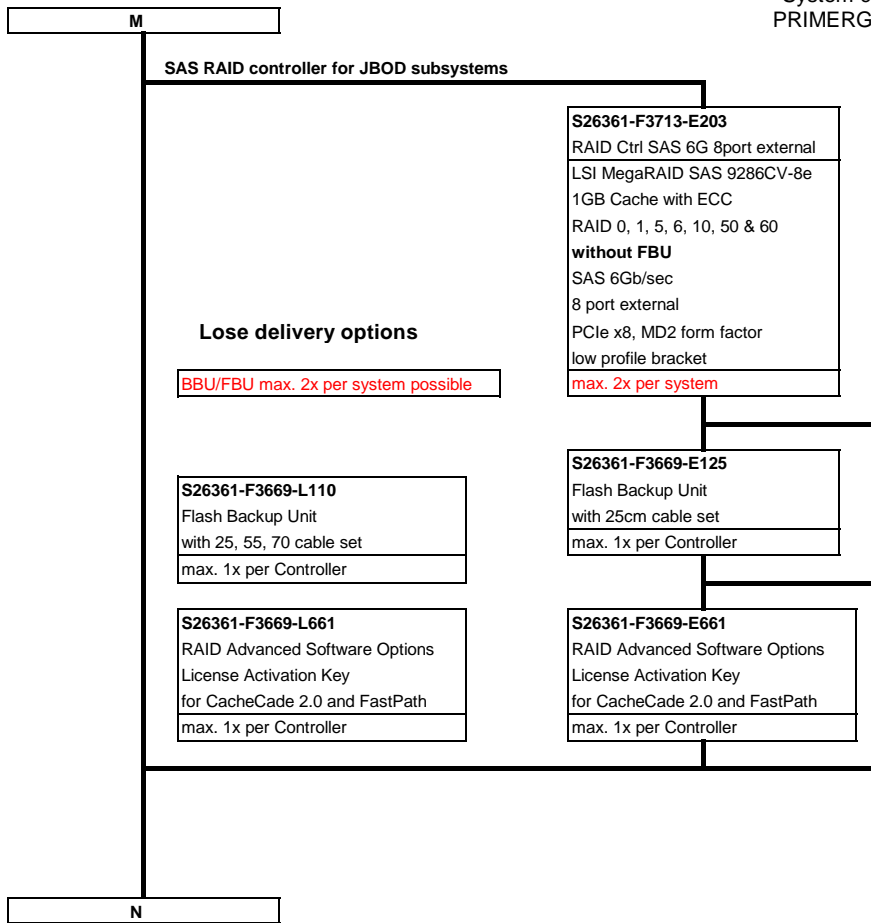 M
PRIMERG
SAS RAID controller for JBOD subsystems
S26361-F3713-E203
RAID Ctrl SAS 6G 8port external
LSI MegaRAID SAS 9286CV-8e
1GB Cache with ECC
RAID 0, 1, 5, 6, 10, 50 & 60
without FBU
SAS 6Gb/sec
8 port external
PCIe x8, MD2 form factor
low profile bracket
max. 2x per system
Lose delivery options
BBU/FBU max. 2x per system possible
S26361-F3669-E125
Flash Backup Unit
with 25cm cable set
max. 1x per Controller
S26361-F3669-L110
Flash Backup Unit
with 25, 55, 70 cable set
max. 1x per Controller
S26361-F3669-L661
RAID Advanced Software Options
License Activation Key
for CacheCade 2.0 and FastPath
max. 1x per Controller
S26361-F3669-E661
RAID Advanced Software Options
License Activation Key
for CacheCade 2.0 and FastPath
max. 1x per Controller
N